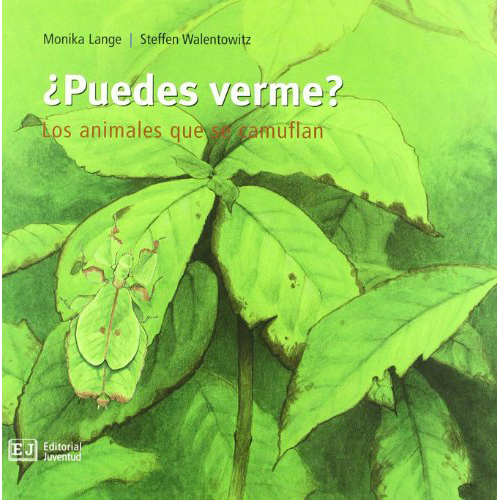 Monika Lange | Steffen Walentowitz
¿Puedes verme?
Los animales que se camuflan
EJ Editorial
Juventud